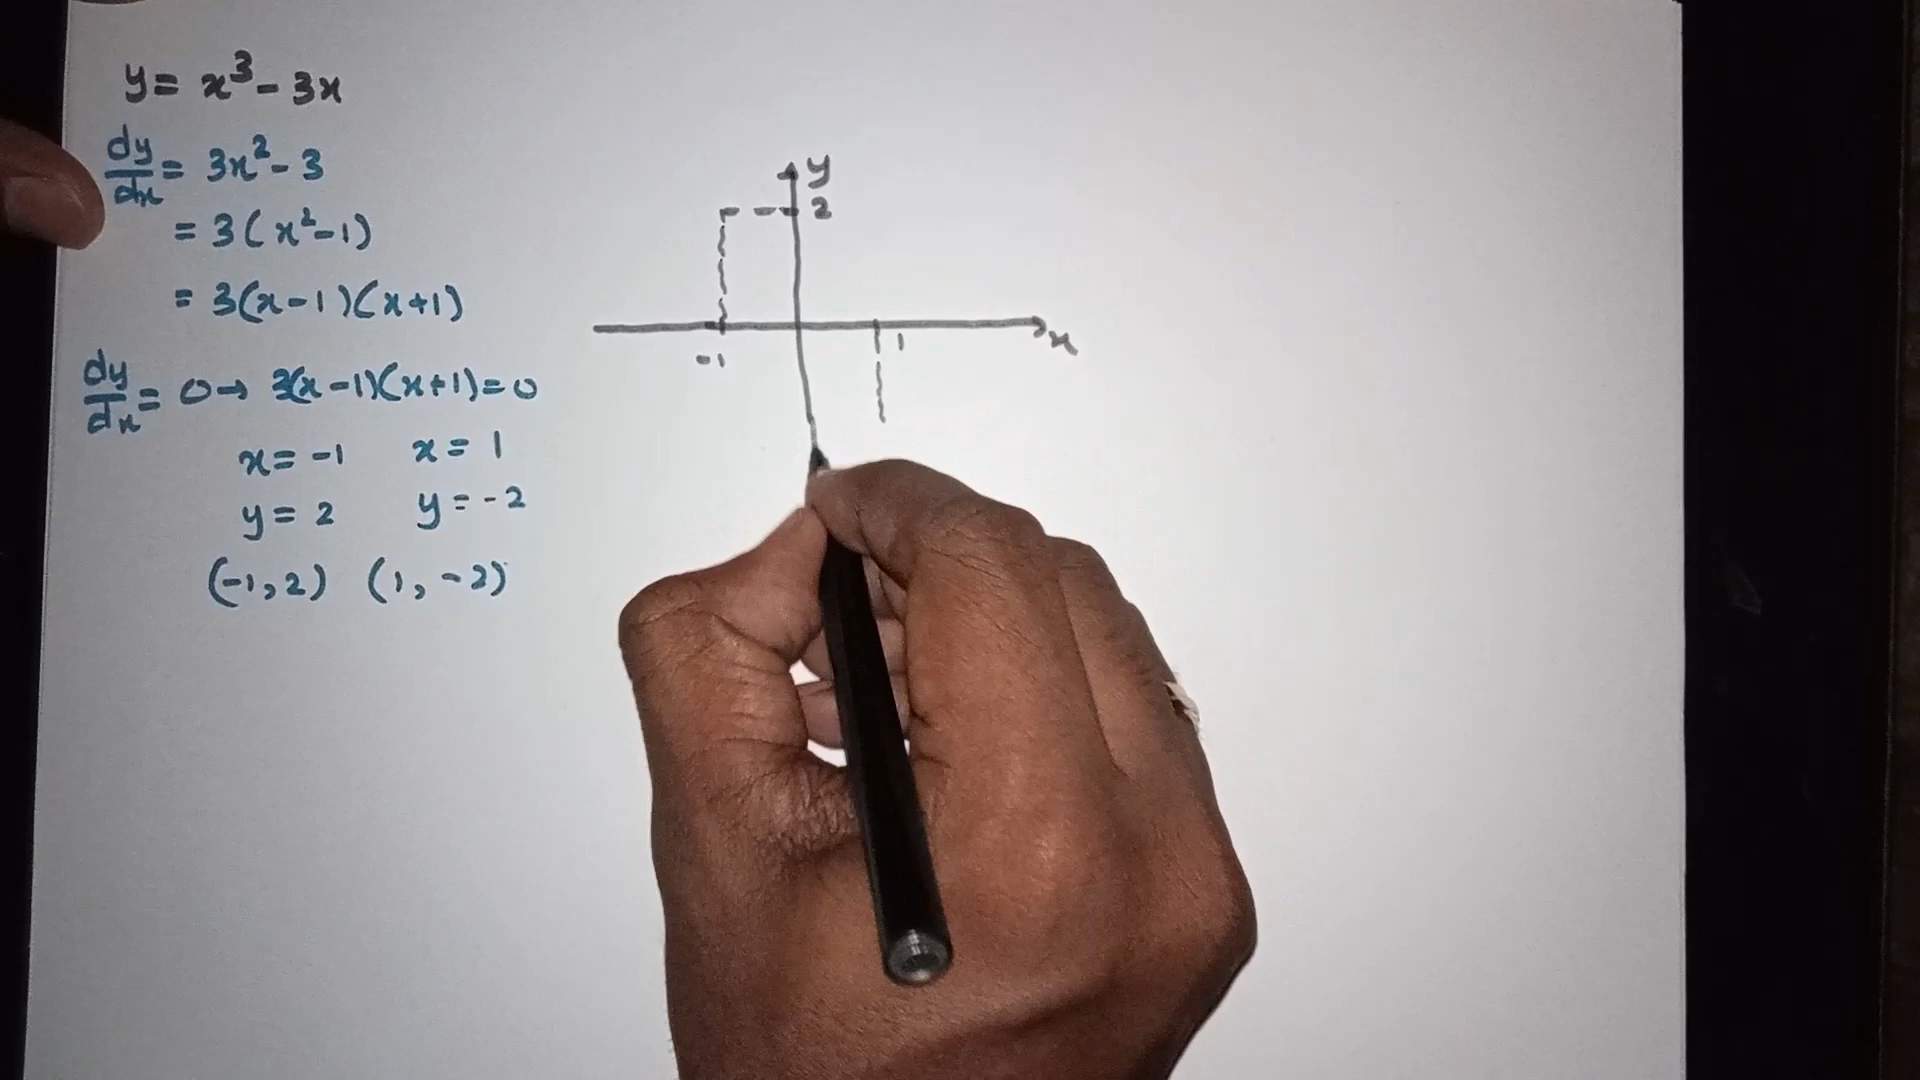 y = x³ - 3x
dy/dx = 3x² - 3
= 3(x² - 1)
= 3(x - 1)(x + 1)
dy/dx = 0 → 3(x - 1)(x + 1) = 0
x = -1 x = 1
y = 2 y = -2
(-1, 2) (1, -2)
y
2
-1 1 x